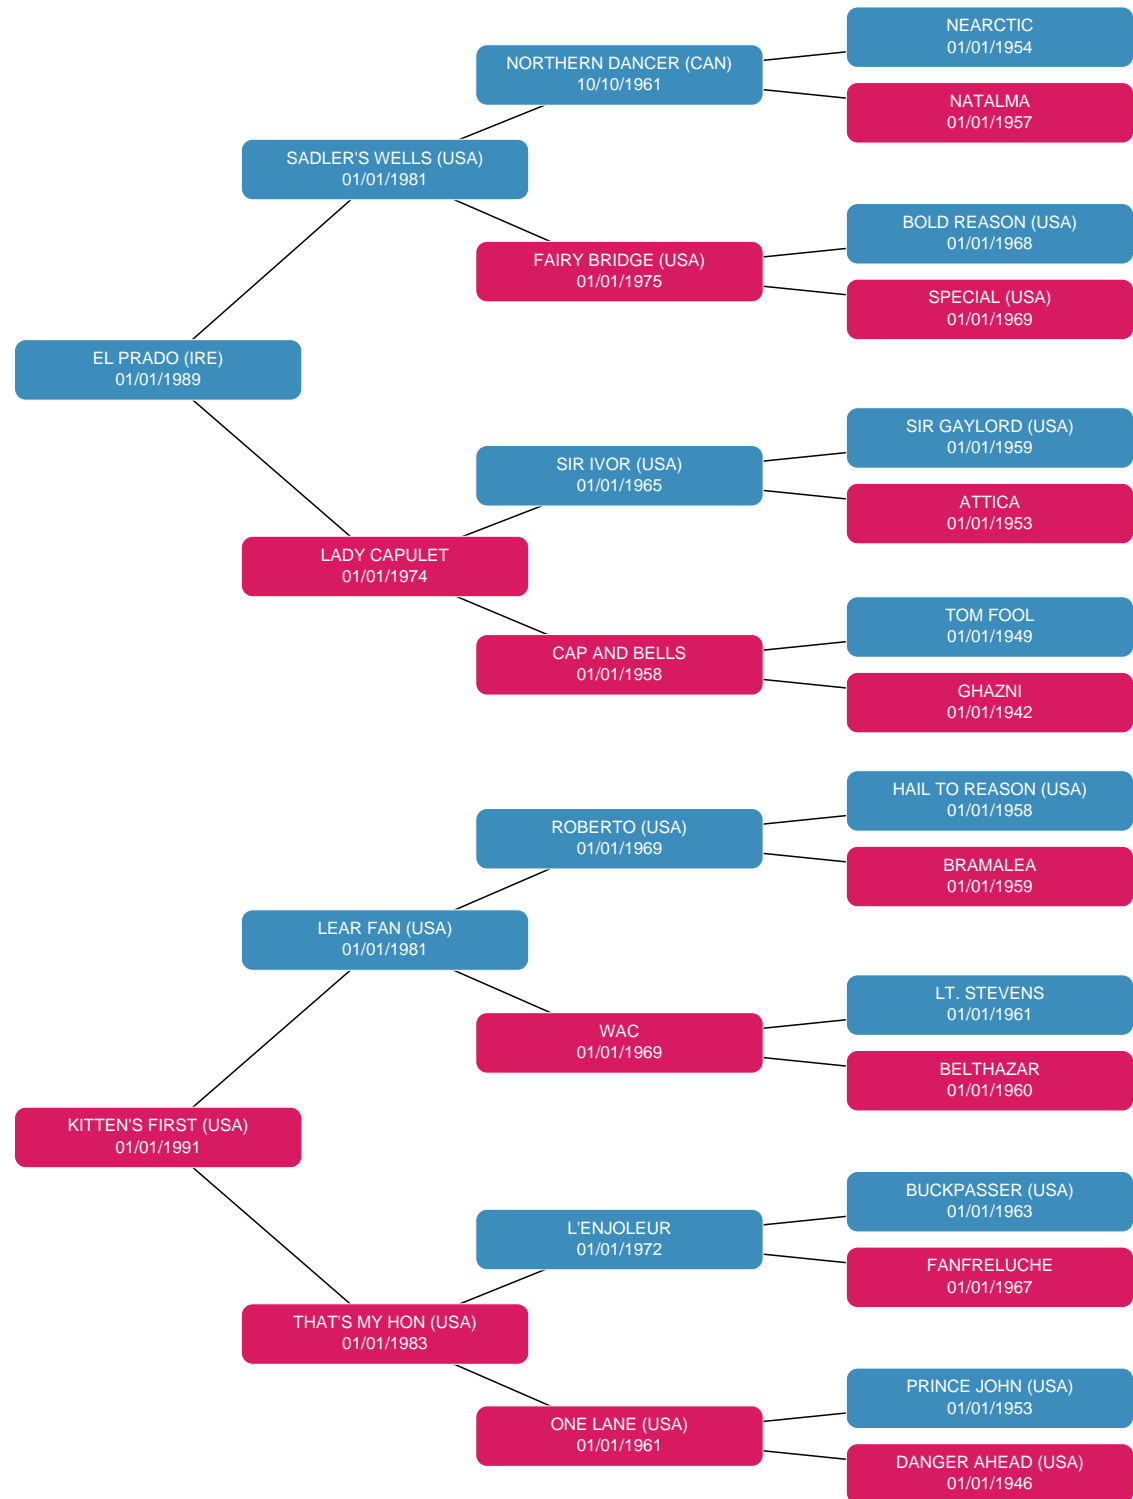 NEARCTIC
01/01/1954
NORTHERN DANCER (CAN)
10/10/1961
NATALMA
01/01/1957
SADLER'S WELLS (USA)
01/01/1981
BOLD REASON (USA)
01/01/1968
FAIRY BRIDGE (USA)
01/01/1975
SPECIAL (USA)
01/01/1969
EL PRADO (IRE)
01/01/1989
SIR GAYLORD (USA)
01/01/1959
SIR IVOR (USA)
01/01/1965
ATTICA
01/01/1953
LADY CAPULET
01/01/1974
TOM FOOL
01/01/1949
CAP AND BELLS
01/01/1958
GHAZNI
01/01/1942
HAIL TO REASON (USA)
01/01/1958
ROBERTO (USA)
01/01/1969
BRAMALEA
01/01/1959
LEAR FAN (USA)
01/01/1981
LT. STEVENS
01/01/1961
WAC
01/01/1969
BELTHAZAR
01/01/1960
KITTEN'S FIRST (USA)
01/01/1991
BUCKPASSER (USA)
01/01/1963
L'ENJOLEUR
01/01/1972
FANFRELUCHE
01/01/1967
THAT'S MY HON (USA)
01/01/1983
PRINCE JOHN (USA)
01/01/1953
ONE LANE (USA)
01/01/1961
DANGER AHEAD (USA)
01/01/1946